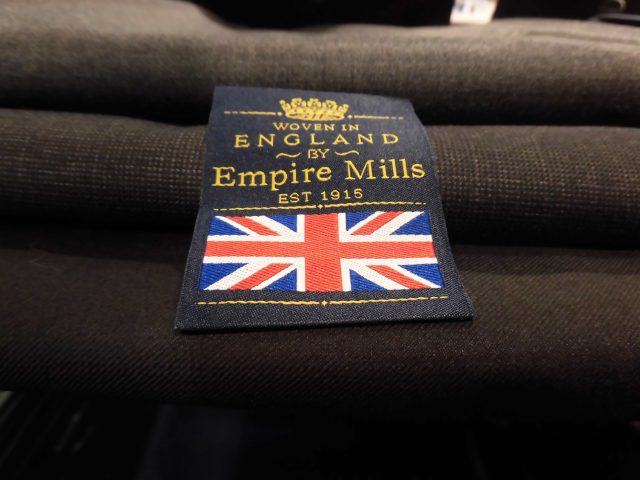 WOVEN IN
ENGLAND
~ BY ~
Empire Mills
EST 1915